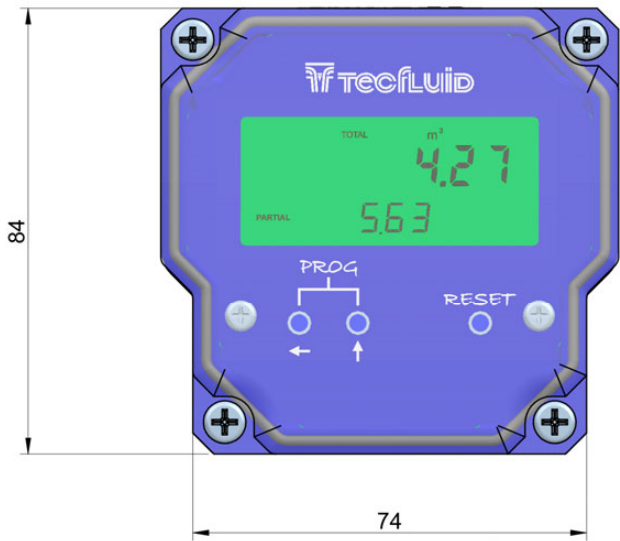 TECFLUID
TOTAL m³
4.27
PARTIAL 5.63
PROG
RESET
84
74